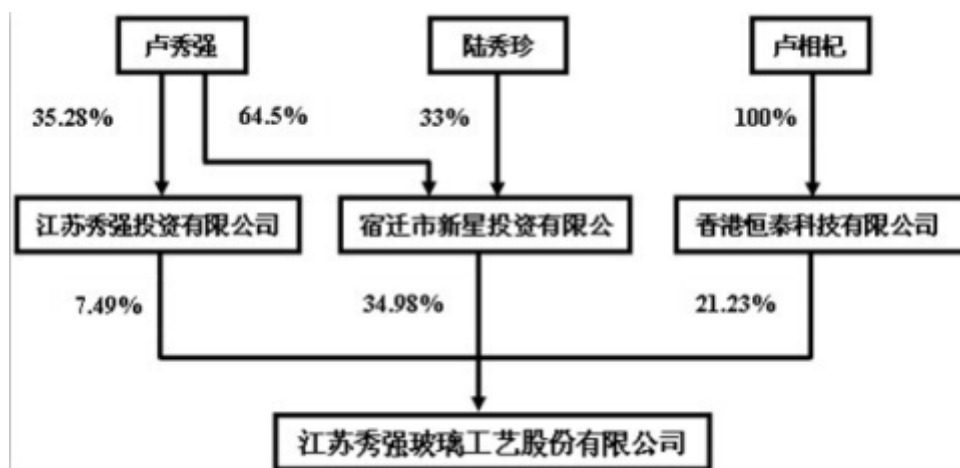 卢秀强
陆秀珍
卢相杞
35.28%
64.5%
33%
100%
江苏秀强投资有限公司
宿迁市新星投资有限公
香港恒泰科技有限公司
7.49%
34.98%
21.23%
江苏秀强玻璃工艺股份有限公司